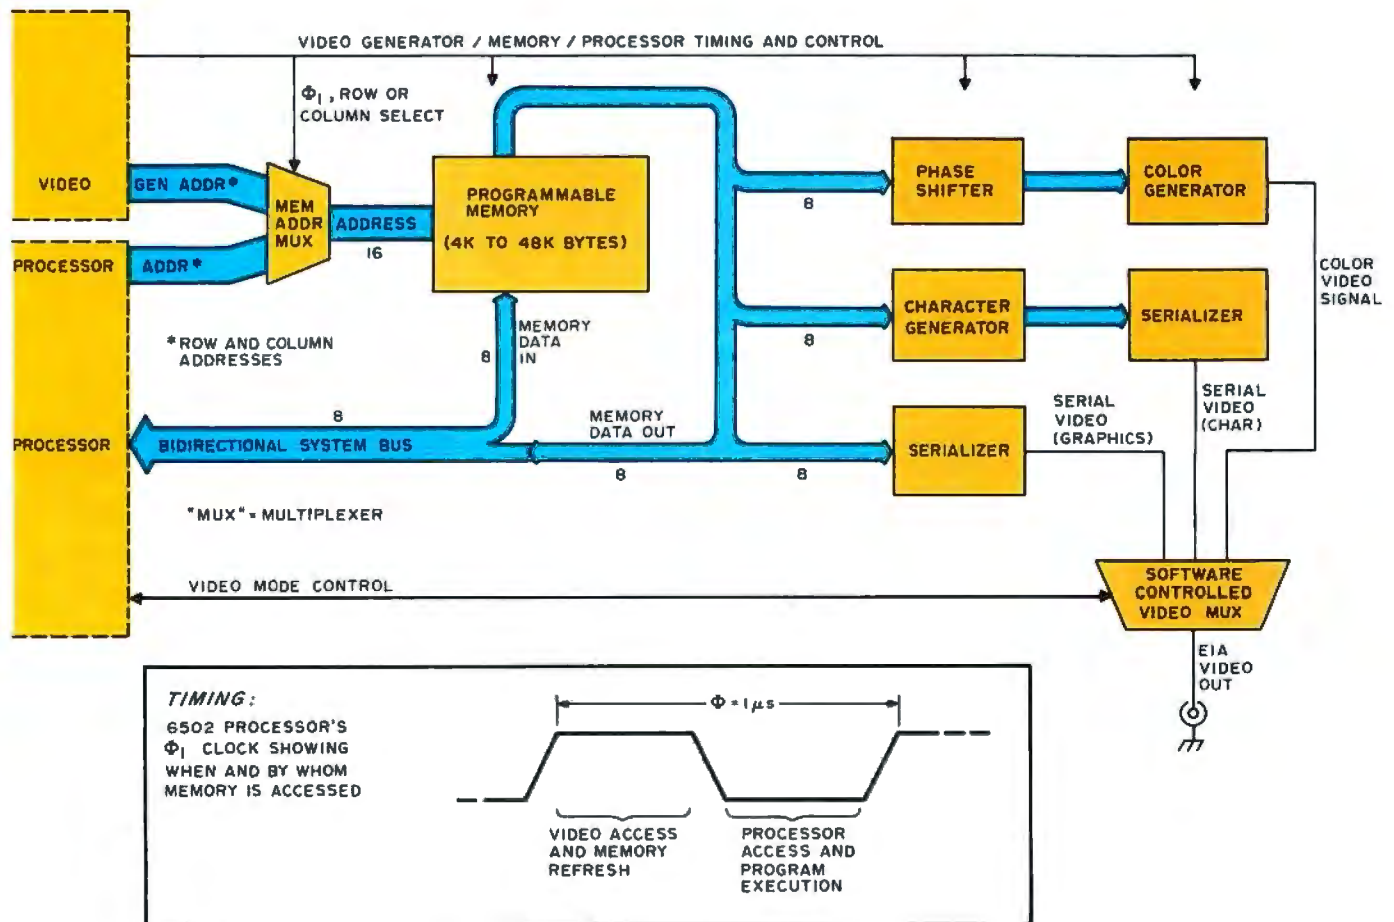 VIDEO GENERATOR / MEMORY / PROCESSOR TIMING AND CONTROL
Φ1, ROW OR
COLUMN SELECT
VIDEO
GEN ADDR*
MEM
ADDR
MUX
ADDRESS
16
PROGRAMMABLE
MEMORY
(4K TO 48K BYTES)
PROCESSOR
ADDR*
8
PHASE
SHIFTER
COLOR
GENERATOR
COLOR
VIDEO
SIGNAL
8
CHARACTER
GENERATOR
SERIALIZER
*ROW AND COLUMN
ADDRESSES
8
MEMORY
DATA
IN
8
PROCESSOR
BIDIRECTIONAL SYSTEM BUS
MEMORY
DATA OUT
8
8
SERIALIZER
SERIAL
VIDEO
(GRAPHICS)
SERIAL
VIDEO
(CHAR)
"MUX" = MULTIPLEXER
VIDEO MODE CONTROL
SOFTWARE
CONTROLLED
VIDEO MUX
EIA
VIDEO
OUT
TIMING:
6502 PROCESSOR'S
Φ1 CLOCK SHOWING
WHEN AND BY WHOM
MEMORY IS ACCESSED
Φ = 1 μs
VIDEO ACCESS
AND MEMORY
REFRESH
PROCESSOR
ACCESS AND
PROGRAM
EXECUTION